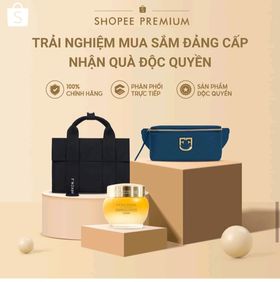 SHOPEE PREMIUM
TRẢI NGHIỆM MUA SẮM ĐẲNG CẤP
NHẬN QUÀ ĐỘC QUYỀN
100%
CHÍNH HÃNG
PHÂN PHỐI
TRỰC TIẾP
SẢN PHẨM
ĐỘC QUYỀN